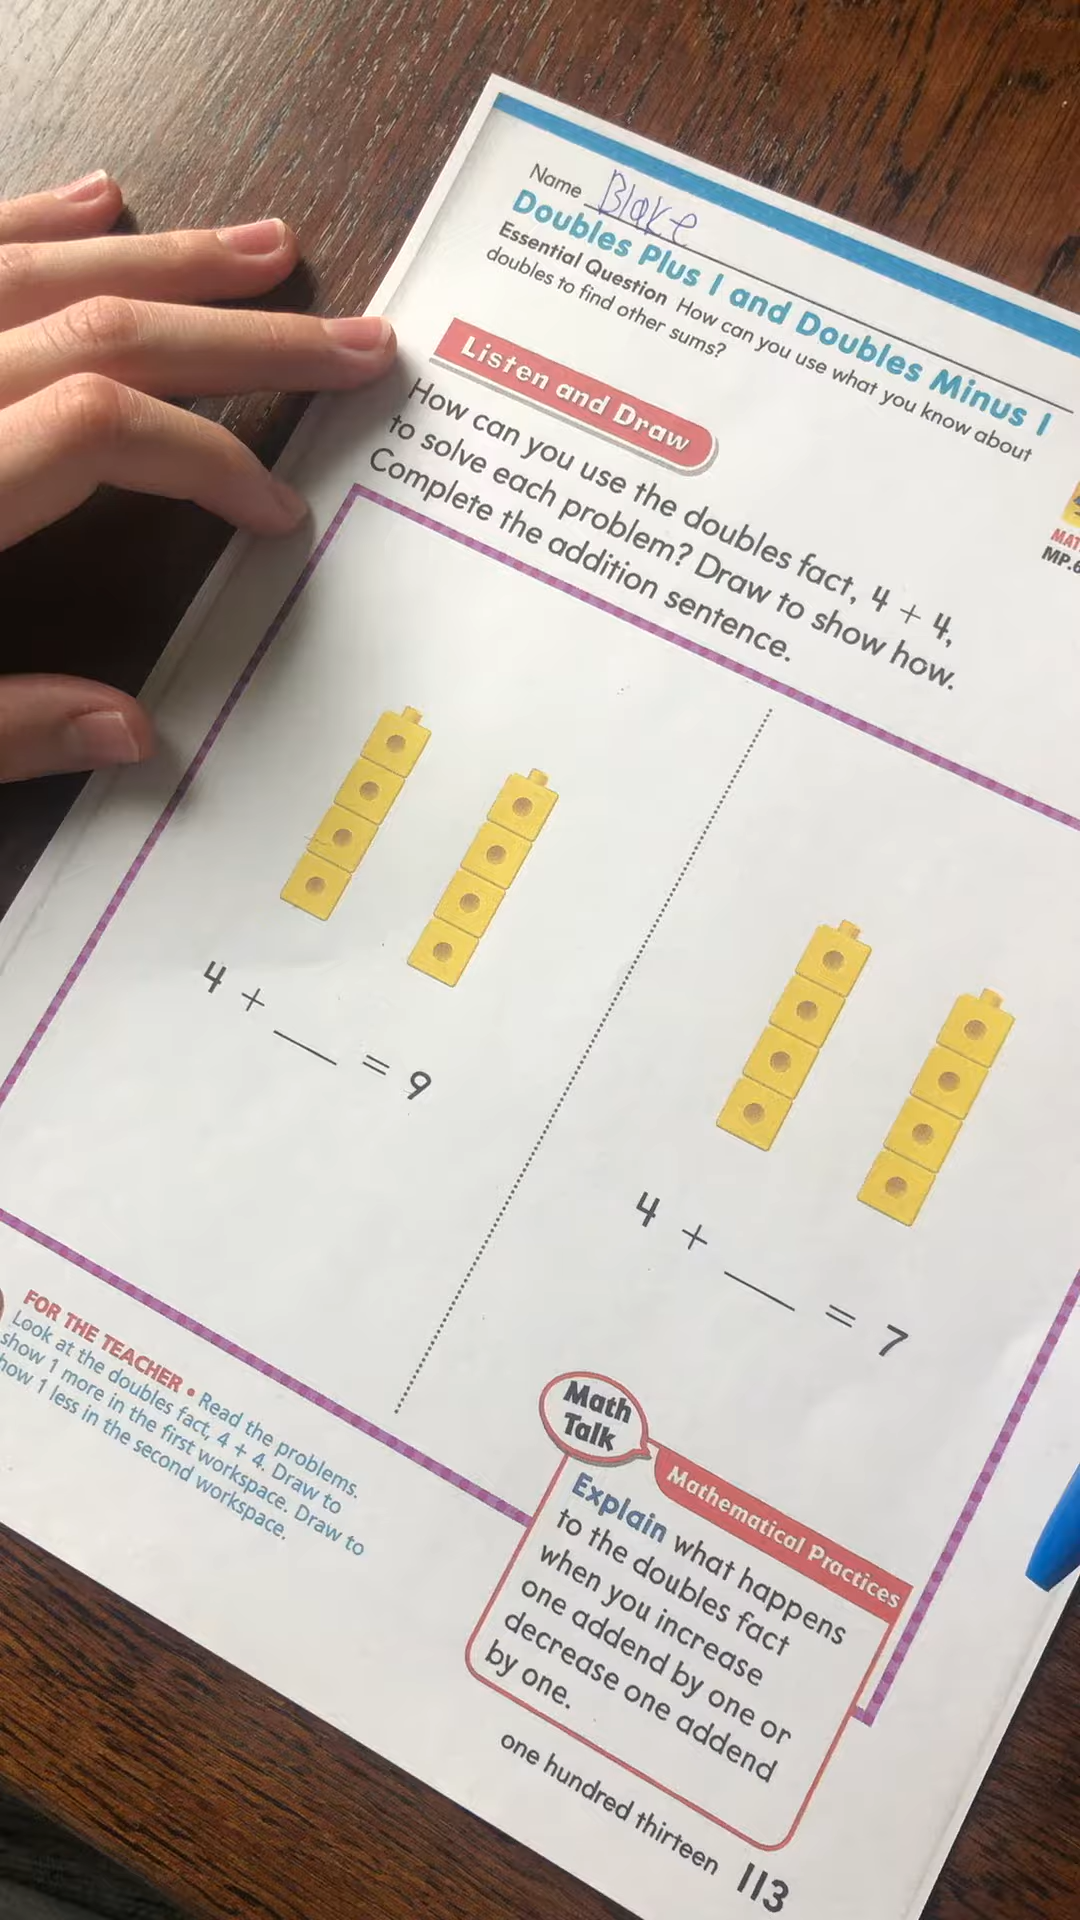 Name Blake
Doubles Plus 1 and Doubles Minus 1
Essential Question How can you use what you know about
doubles to find other sums?
Listen and Draw
How can you use the doubles fact, 4 + 4,
to solve each problem? Draw to show how.
Complete the addition sentence.
MP.6
4 + ___ = 9
4 + ___ = 7
FOR THE TEACHER • Read the problems.
Look at the doubles fact, 4 + 4. Draw to
show 1 more in the first workspace. Draw to
how 1 less in the second workspace.
Math
Talk
Mathematical Practices
Explain what happens
to the doubles fact
when you increase
one addend by one or
decrease one addend
by one.
one hundred thirteen 113